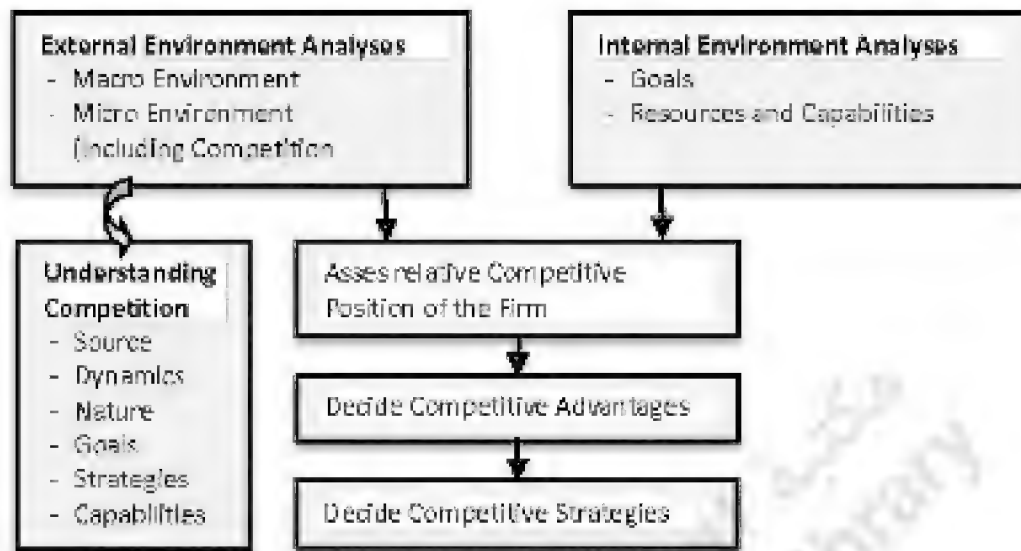 External Environment Analyses
- Macro Environment
- Micro Environment
(Including Competition
Internal Environment Analyses
- Goals
- Resources and Capabilities
Understanding
Competition
- Source
- Dynamics
- Nature
- Goals
- Strategies
- Capabilities
Asses relative Competitive
Position of the Firm
Decide Competitive Advantages
Decide Competitive Strategies